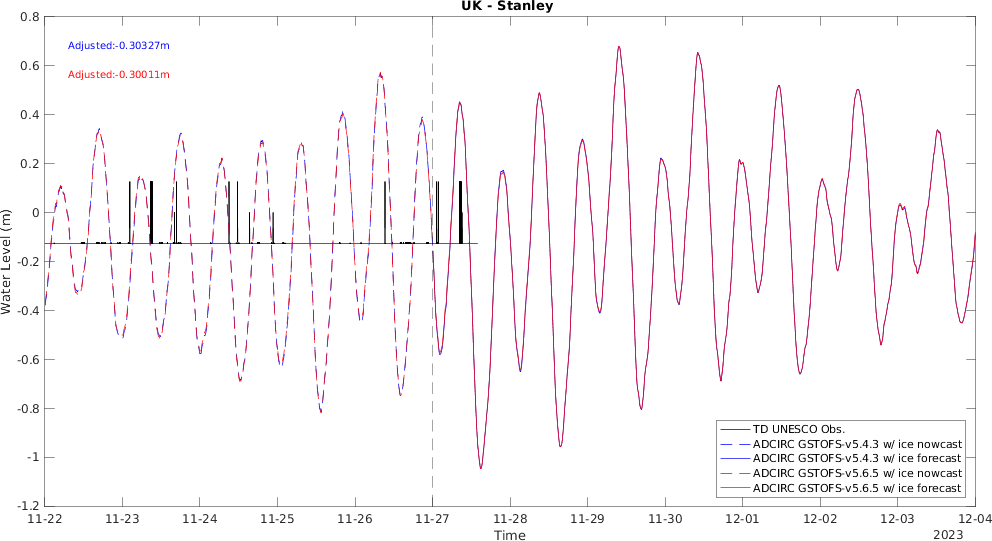 UK - Stanley
Adjusted:-0.30327m
Adjusted:-0.30011m
0.8
0.6
0.4
0.2
0
-0.2
-0.4
-0.6
-0.8
-1
-1.2
Water Level (m)
TD UNESCO Obs.
ADCIRC GSTOFS-v5.4.3 w/ ice nowcast
ADCIRC GSTOFS-v5.4.3 w/ ice forecast
ADCIRC GSTOFS-v5.6.5 w/ ice nowcast
ADCIRC GSTOFS-v5.6.5 w/ ice forecast
11-22 11-23 11-24 11-25 11-26 11-27 11-28 11-29 11-30 12-01 12-02 12-03 12-04
Time
2023